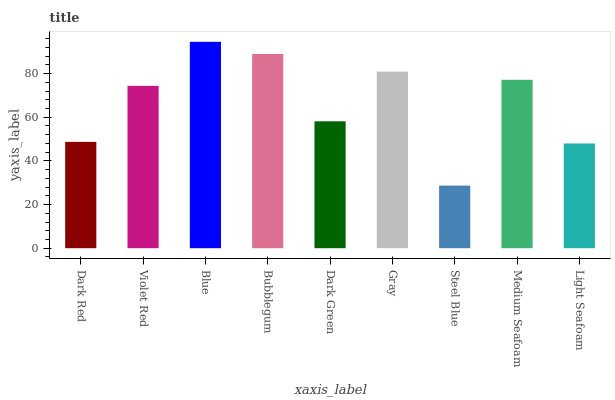 title
yaxis_label
80
60
40
20
0
Dark Red
Violet Red
Blue
Bubblegum
Dark Green
Gray
Steel Blue
Medium Seafoam
Light Seafoam
xaxis_label